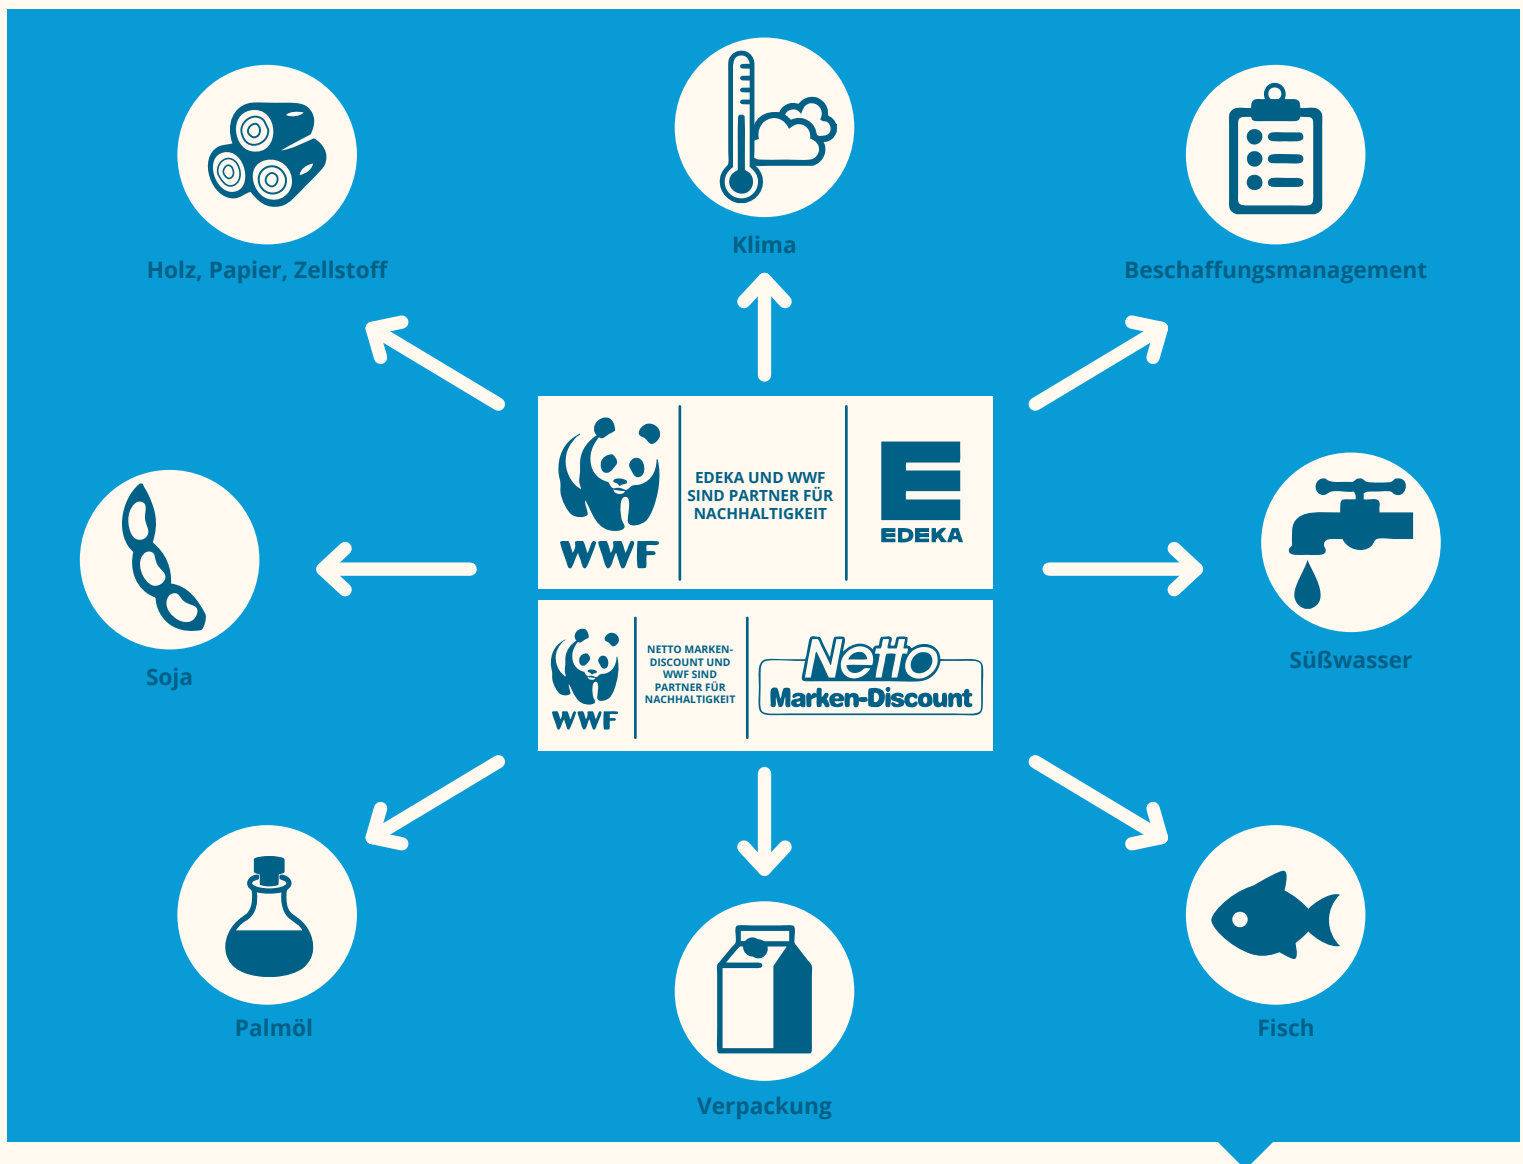 Klima
Holz, Papier, Zellstoff
Beschaffungsmanagement
WWF
EDEKA UND WWF
SIND PARTNER FÜR
NACHHALTIGKEIT
E
EDEKA
Soja
Süßwasser
WWF
NETTO MARKEN-
DISCOUNT UND
WWF SIND
PARTNER FÜR
NACHHALTIGKEIT
Netto
Marken-Discount
Palmöl
Fisch
Verpackung